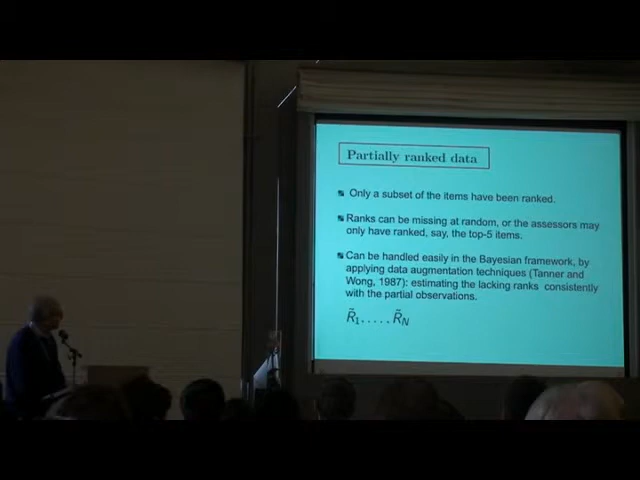 Partially ranked data
Only a subset of the items have been ranked.
Ranks can be missing at random, or the assessors may
only have ranked, say, the top-5 items.
Can be handled easily in the Bayesian framework, by
applying data augmentation techniques (Tanner and
Wong, 1987): estimating the lacking ranks consistently
with the partial observations.
R̃₁.....R̃_N